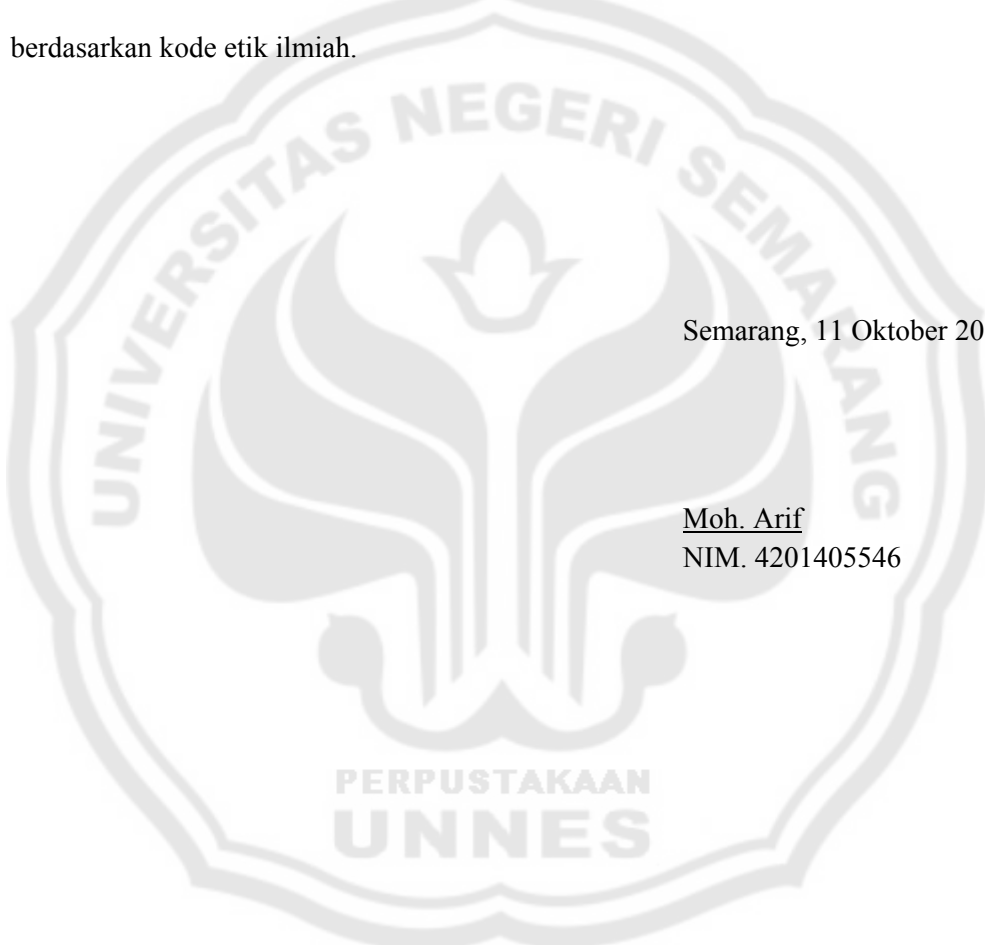 berdasarkan kode etik ilmiah.
UNIVERSITAS NEGERI SEMARANG
Semarang, 11 Oktober 20
Moh. Arif
NIM. 4201405546
PERPUSTAKAAN
UNNES